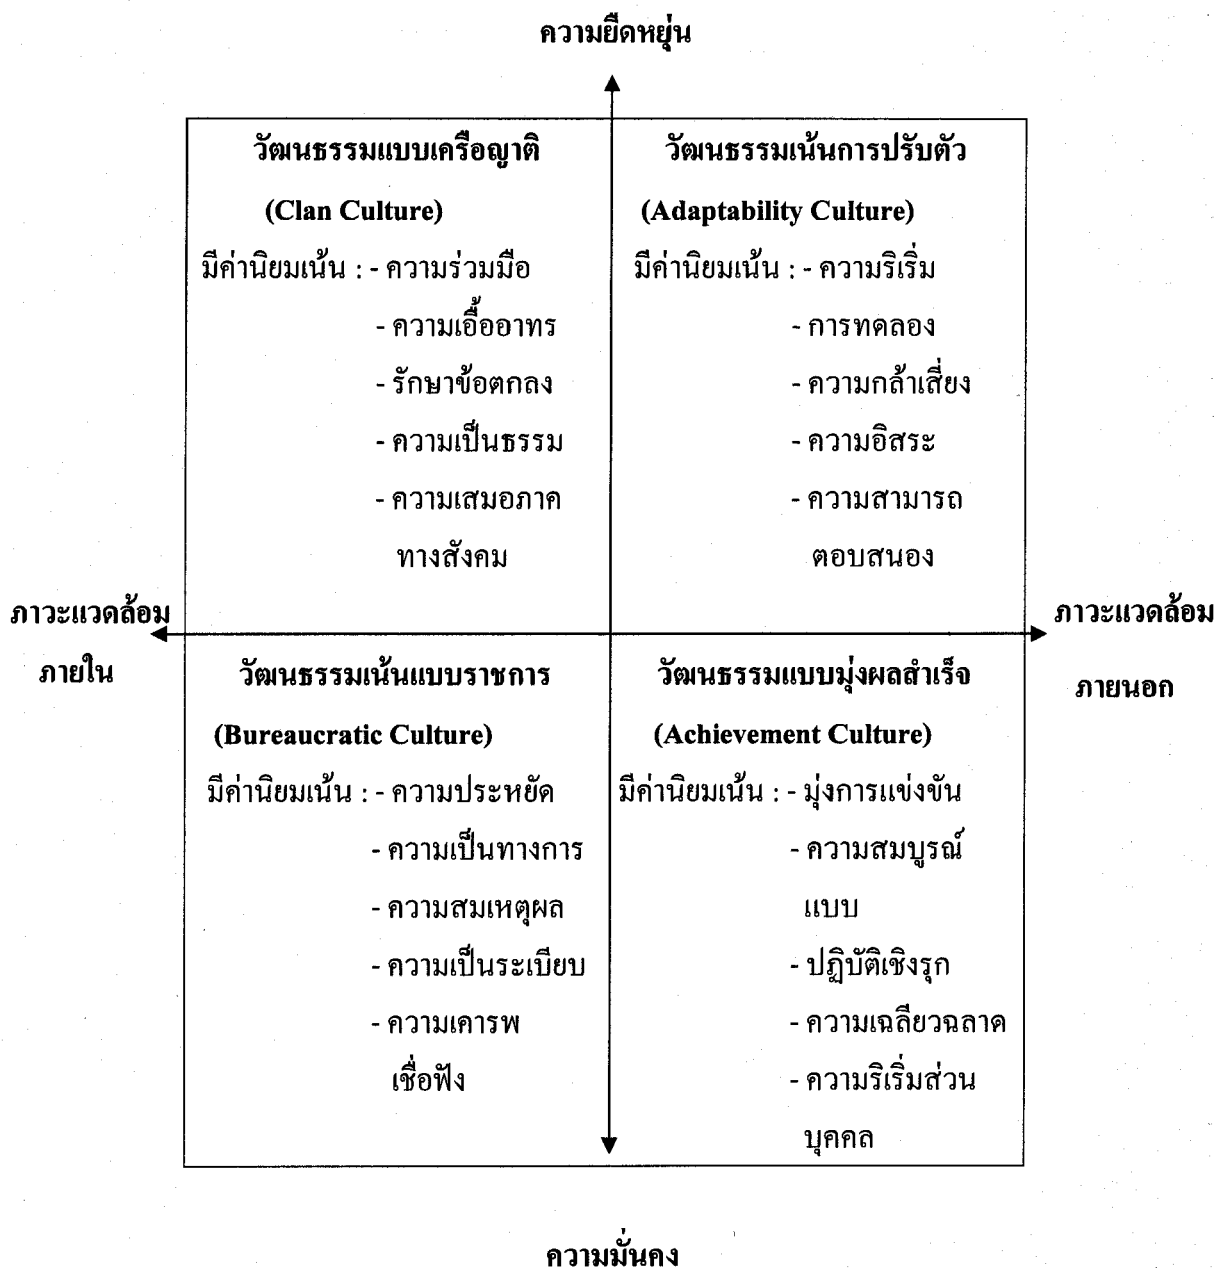 ความยืดหยุ่น
วัฒนธรรมแบบเครือญาติ
(Clan Culture)
มีค่านิยมเน้น : - ความร่วมมือ
- ความเอื้ออาทร
- รักษาข้อตกลง
- ความเป็นธรรม
- ความเสมอภาค
ทางสังคม
วัฒนธรรมเน้นการปรับตัว
(Adaptability Culture)
มีค่านิยมเน้น : - ความริเริ่ม
- การทดลอง
- ความกล้าเสี่ยง
- ความอิสระ
- ความสามารถ
ตอบสนอง
ภาวะแวดล้อม
ภายใน
ภาวะแวดล้อม
ภายนอก
วัฒนธรรมเน้นแบบราชการ
(Bureaucratic Culture)
มีค่านิยมเน้น : - ความประหยัด
- ความเป็นทางการ
- ความสมเหตุผล
- ความเป็นระเบียบ
- ความเคารพ
เชื่อฟัง
วัฒนธรรมแบบมุ่งผลสำเร็จ
(Achievement Culture)
มีค่านิยมเน้น : - มุ่งการแข่งขัน
- ความสมบูรณ์
แบบ
- ปฏิบัติเชิงรุก
- ความเฉลียวฉลาด
- ความริเริ่มส่วน
บุคคล
ความมั่นคง